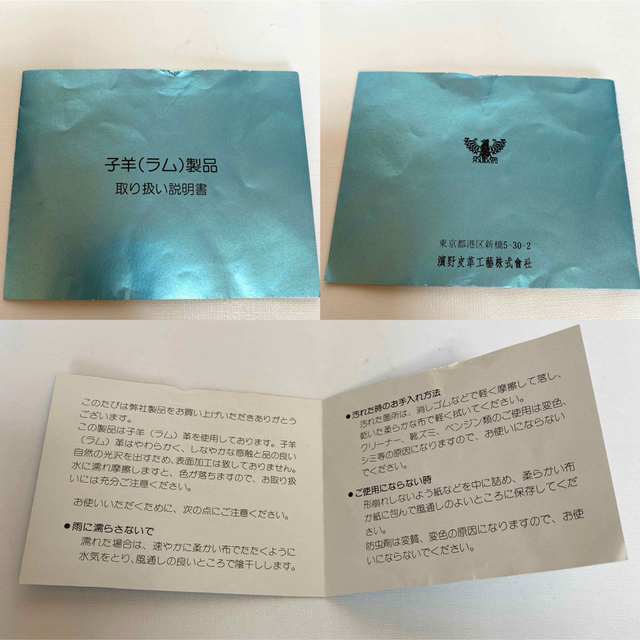 子羊(ラム)製品
取り扱い説明書
東京都港区新橋5-30-2
濱野皮革工藝株式會社
このたびは弊社製品をお買い上げいただきありがとう
ございます。
この製品は子羊(ラム)革を使用しております。子羊
(ラム)革はやわらかく、しなやかな感触と品の良い
自然の光沢を出すため、表面加工は致しておりません。
水に濡れ摩擦しますと、色が落ちますので、お取り扱
いには充分ご注意ください。
お使いいただくために、次の点にご注意ください。
●雨に濡らさないで
濡れた場合は、速やかに柔かい布でたたくように
水気をとり、風通しの良いところで陰干しします。
●汚れた時のお手入れ方法
汚れた箇所は、消しゴムなどで軽く摩擦して落し、
乾いた柔らかな布で軽く拭いてください。
クリーナー、靴ズミ、ベンジン類のご使用は変色、
シミ等の原因になりますので、お使いにならない
でください。
●ご使用にならない時
形崩れしないよう紙などを中に詰め、柔らかい布
か紙に包んで風通しのよいところに保存してくだ
さい。
防虫剤は変質、変色の原因になりますので、お使
いにならないでください。